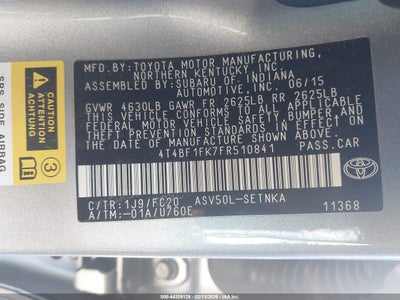 MFD. BY: TOYOTA MOTOR MANUFACTURING,
NORTHERN KENTUCKY INC.
ASSEMBLED BY: SUBARU OF INDIANA
AUTOMOTIVE, INC. 06/15
GVWR 4630LB GAWR FR 2625LB RR 2625LB
THIS VEHICLE CONFORMS TO ALL APPLICABLE
FEDERAL MOTOR VEHICLE SAFETY, BUMPER, AND
THEFT PREVENTION STANDARDS IN EFFECT ON
THE DATE OF MANUFACTURE SHOWN ABOVE.
4T4BF1FK7FR510841 PASS.CAR
C/TR:1J9/FC20 ASV50L-SETNKA
A/TM:-01A/U760E
11368
TOYOTA
CAUTION
ATTENTION
ACHTUNG
3
SRS SIDE AIRBAG